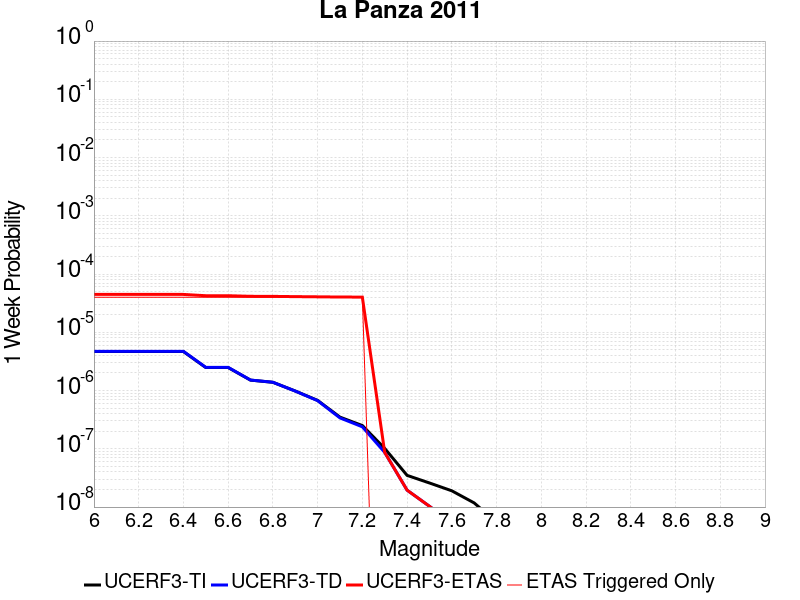 La Panza 2011
1 Week Probability
10 0
10 -1
10 -2
10 -3
10 -4
10 -5
10 -6
10 -7
10 -8
6 6.2 6.4 6.6 6.8 7 7.2 7.4 7.6 7.8 8 8.2 8.4 8.6 8.8 9
Magnitude
UCERF3-TI UCERF3-TD UCERF3-ETAS ETAS Triggered Only